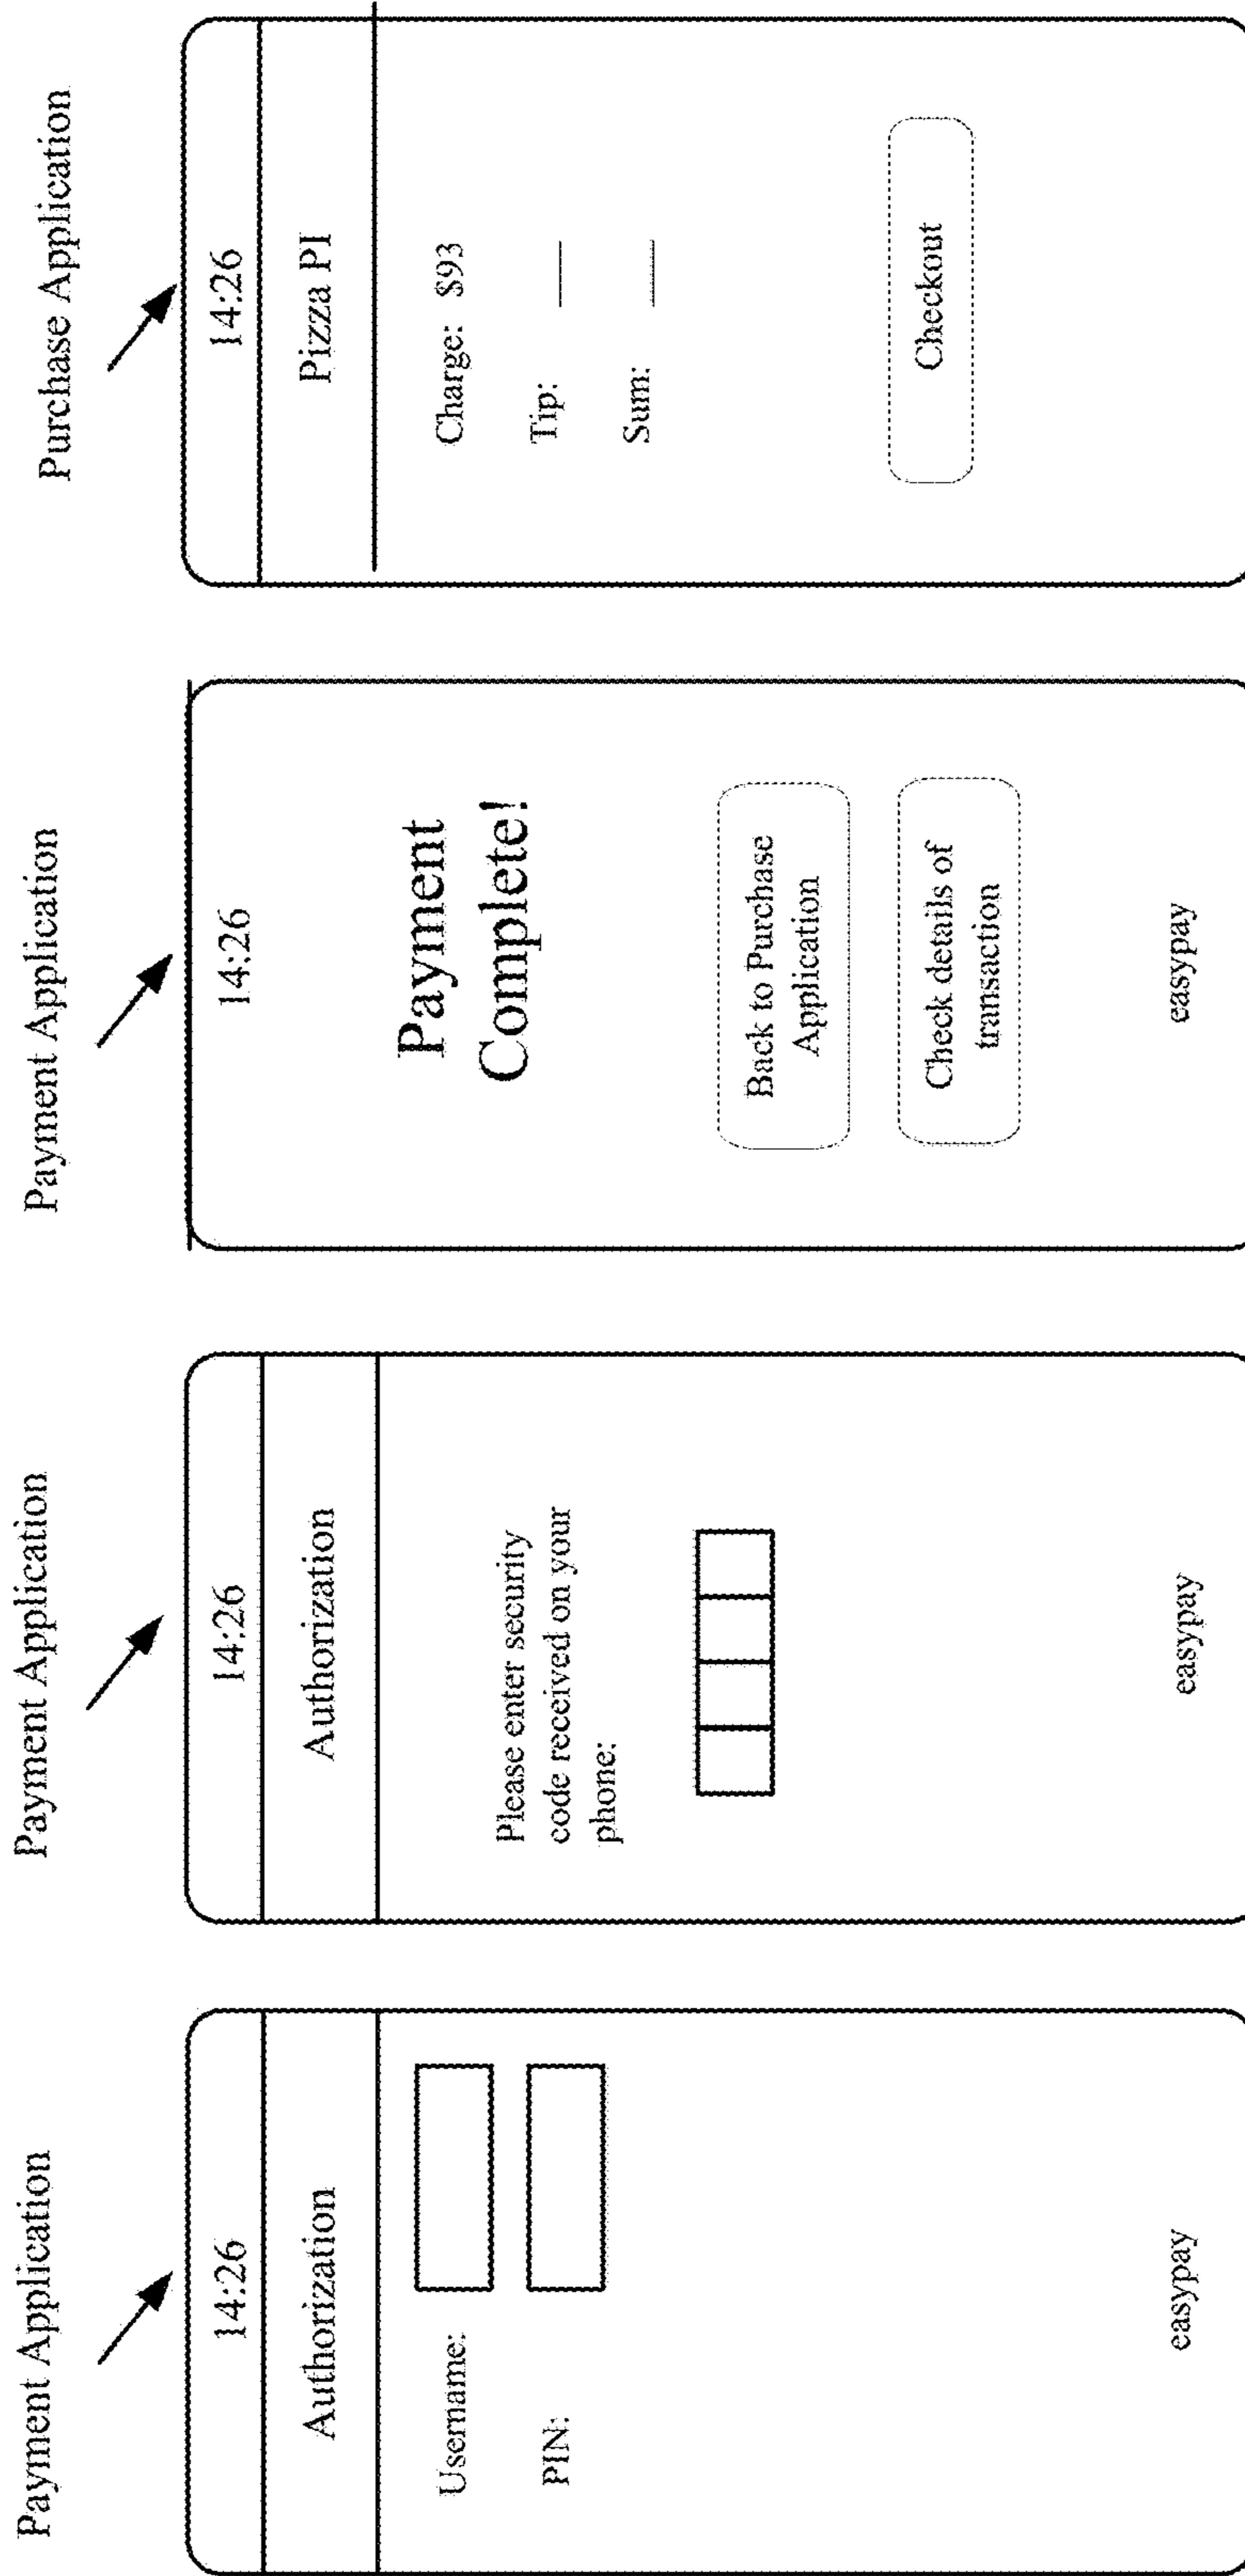 Payment Application
14:26
Authorization
Username:
PIN:
easypay
Payment Application
14:26
Authorization
Please enter security
code received on your
phone:
easypay
Payment Application
14:26
Payment
Complete!
Back to Purchase
Application
Check details of
transaction
easypay
Purchase Application
14:26
Pizza PI
Charge: $93
Tip:
Sum:
Checkout